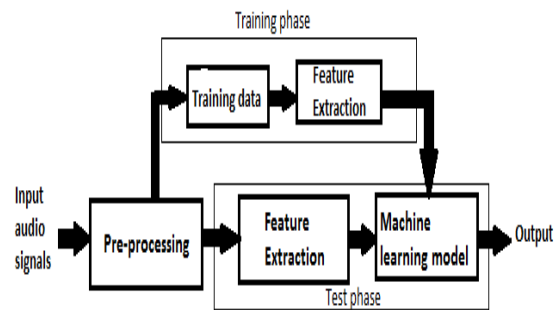 Training phase
Training data
Feature
Extraction
Input
audio
signals
Pre-processing
Feature
Extraction
Machine
learning model
Output
Test phase